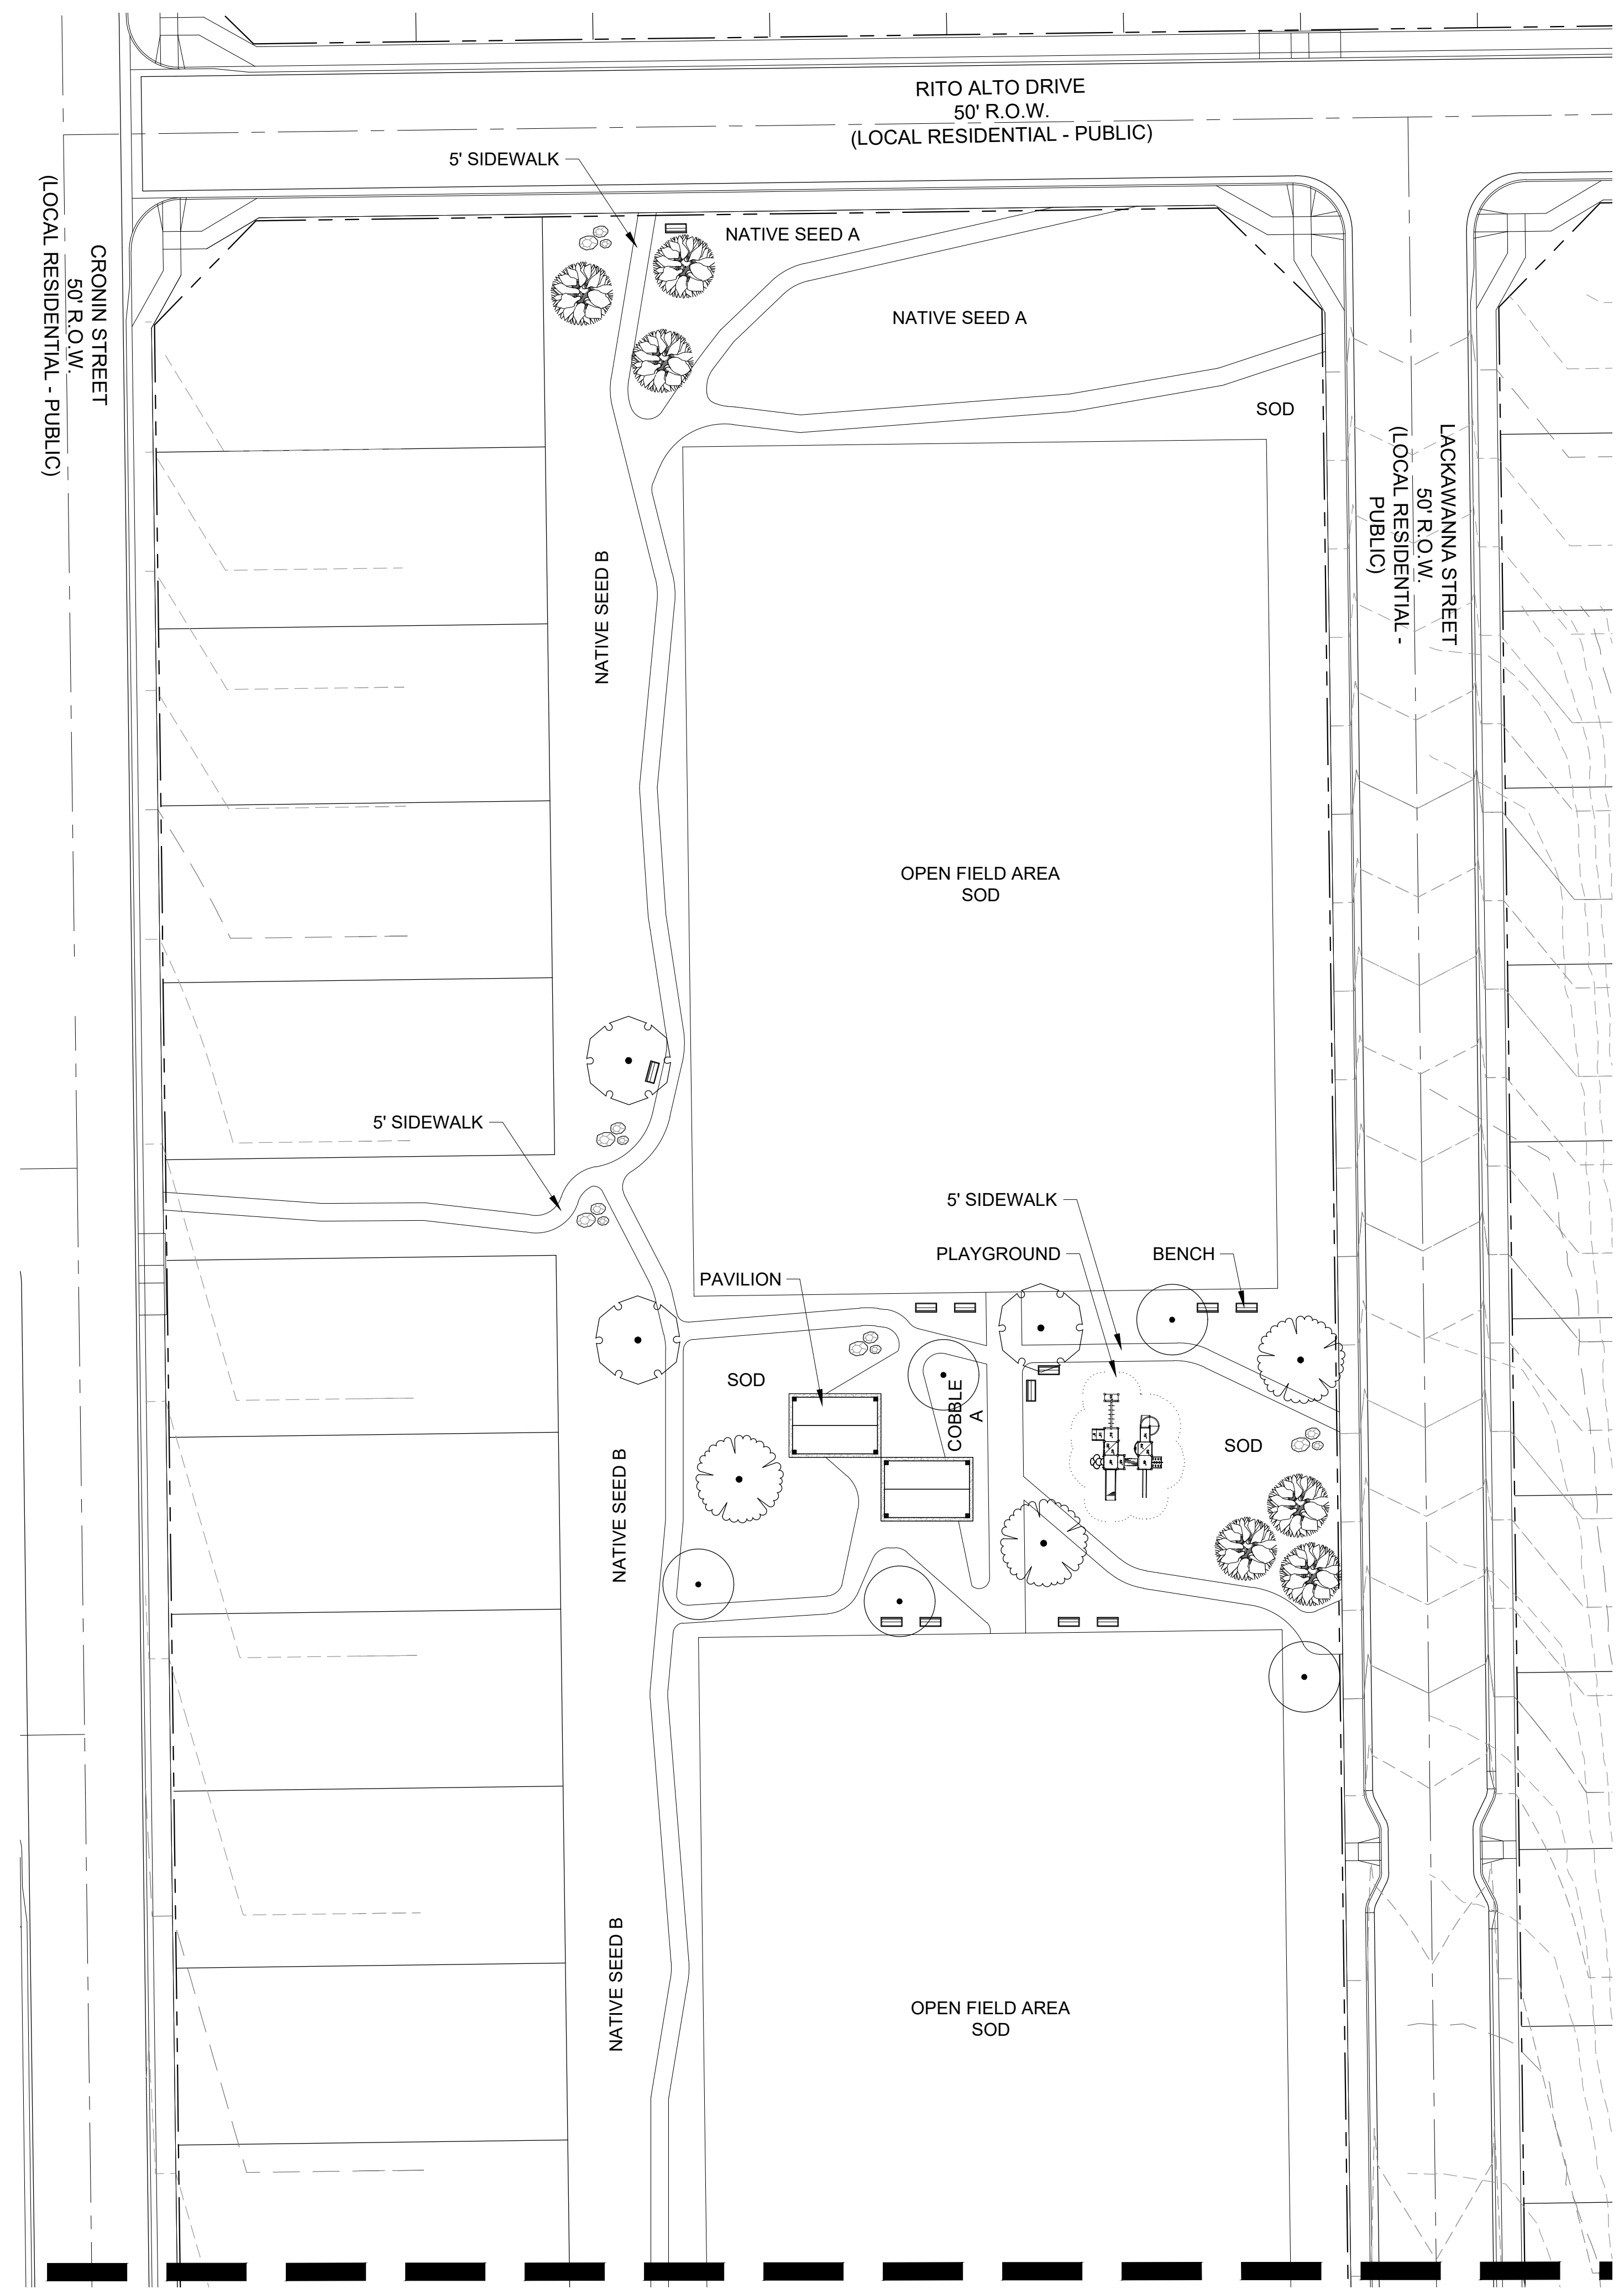 RITO ALTO DRIVE
50' R.O.W.
(LOCAL RESIDENTIAL - PUBLIC)
5' SIDEWALK
CRONIN STREET
50' R.O.W.
(LOCAL RESIDENTIAL - PUBLIC)
NATIVE SEED A
NATIVE SEED A
SOD
LACKAWANNA STREET
50' R.O.W.
(LOCAL RESIDENTIAL -
PUBLIC)
NATIVE SEED B
OPEN FIELD AREA
SOD
5' SIDEWALK
5' SIDEWALK
PLAYGROUND
BENCH
PAVILION
SOD
COBBLE
A
SOD
NATIVE SEED B
NATIVE SEED B
OPEN FIELD AREA
SOD